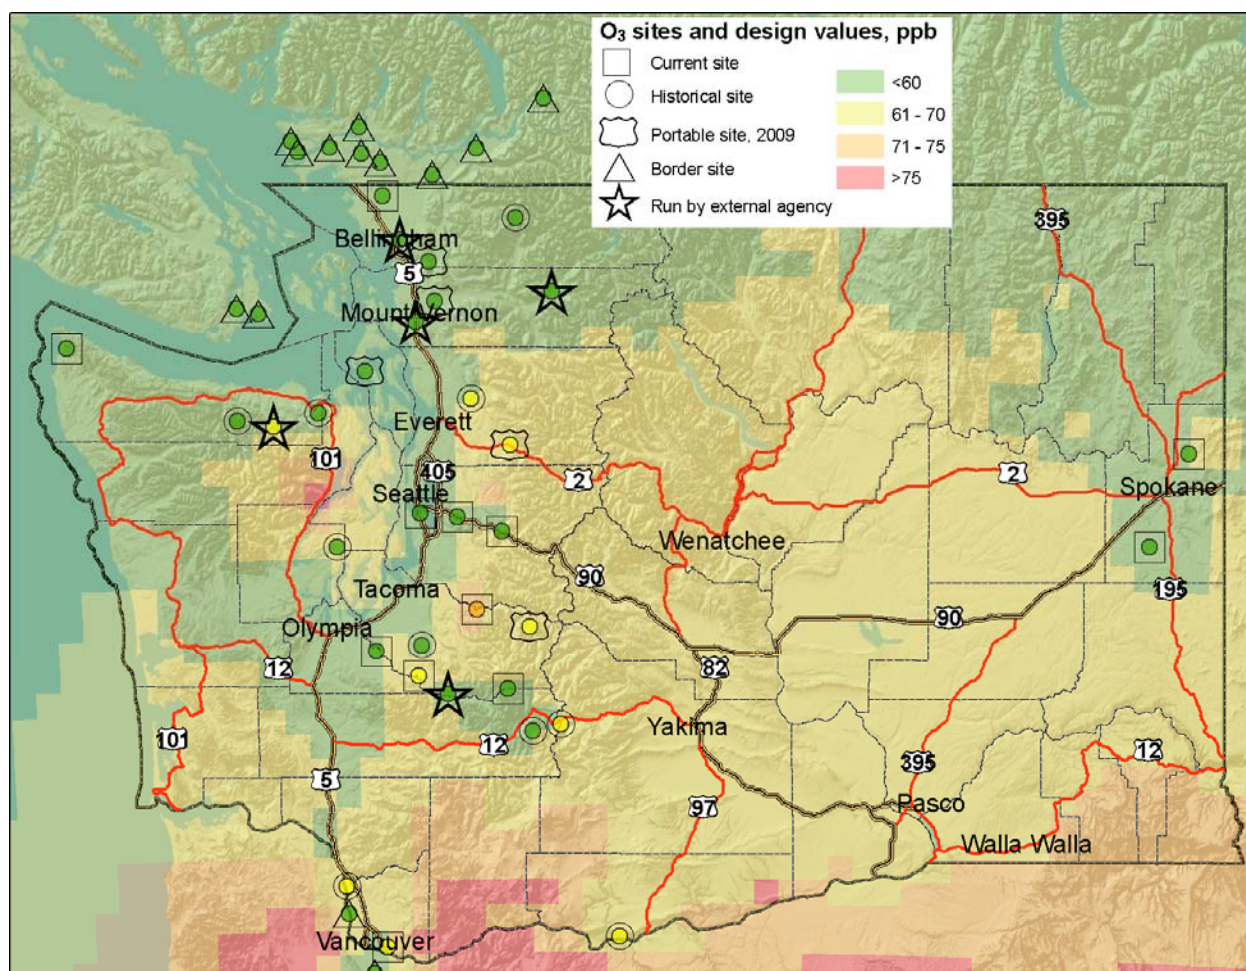 O₃ sites and design values, ppb
Current site
Historical site
Portable site, 2009
Border site
Run by external agency
<60
61 - 70
71 - 75
>75
395
Bellingham
5
Mount Vernon
Everett
101
405
2
2
Seattle
Spokane
Wenatchee
90
Tacoma
195
90
Olympia
12
82
Yakima
101
12
12
5
395
97
Pasco
Walla Walla
Vancouver